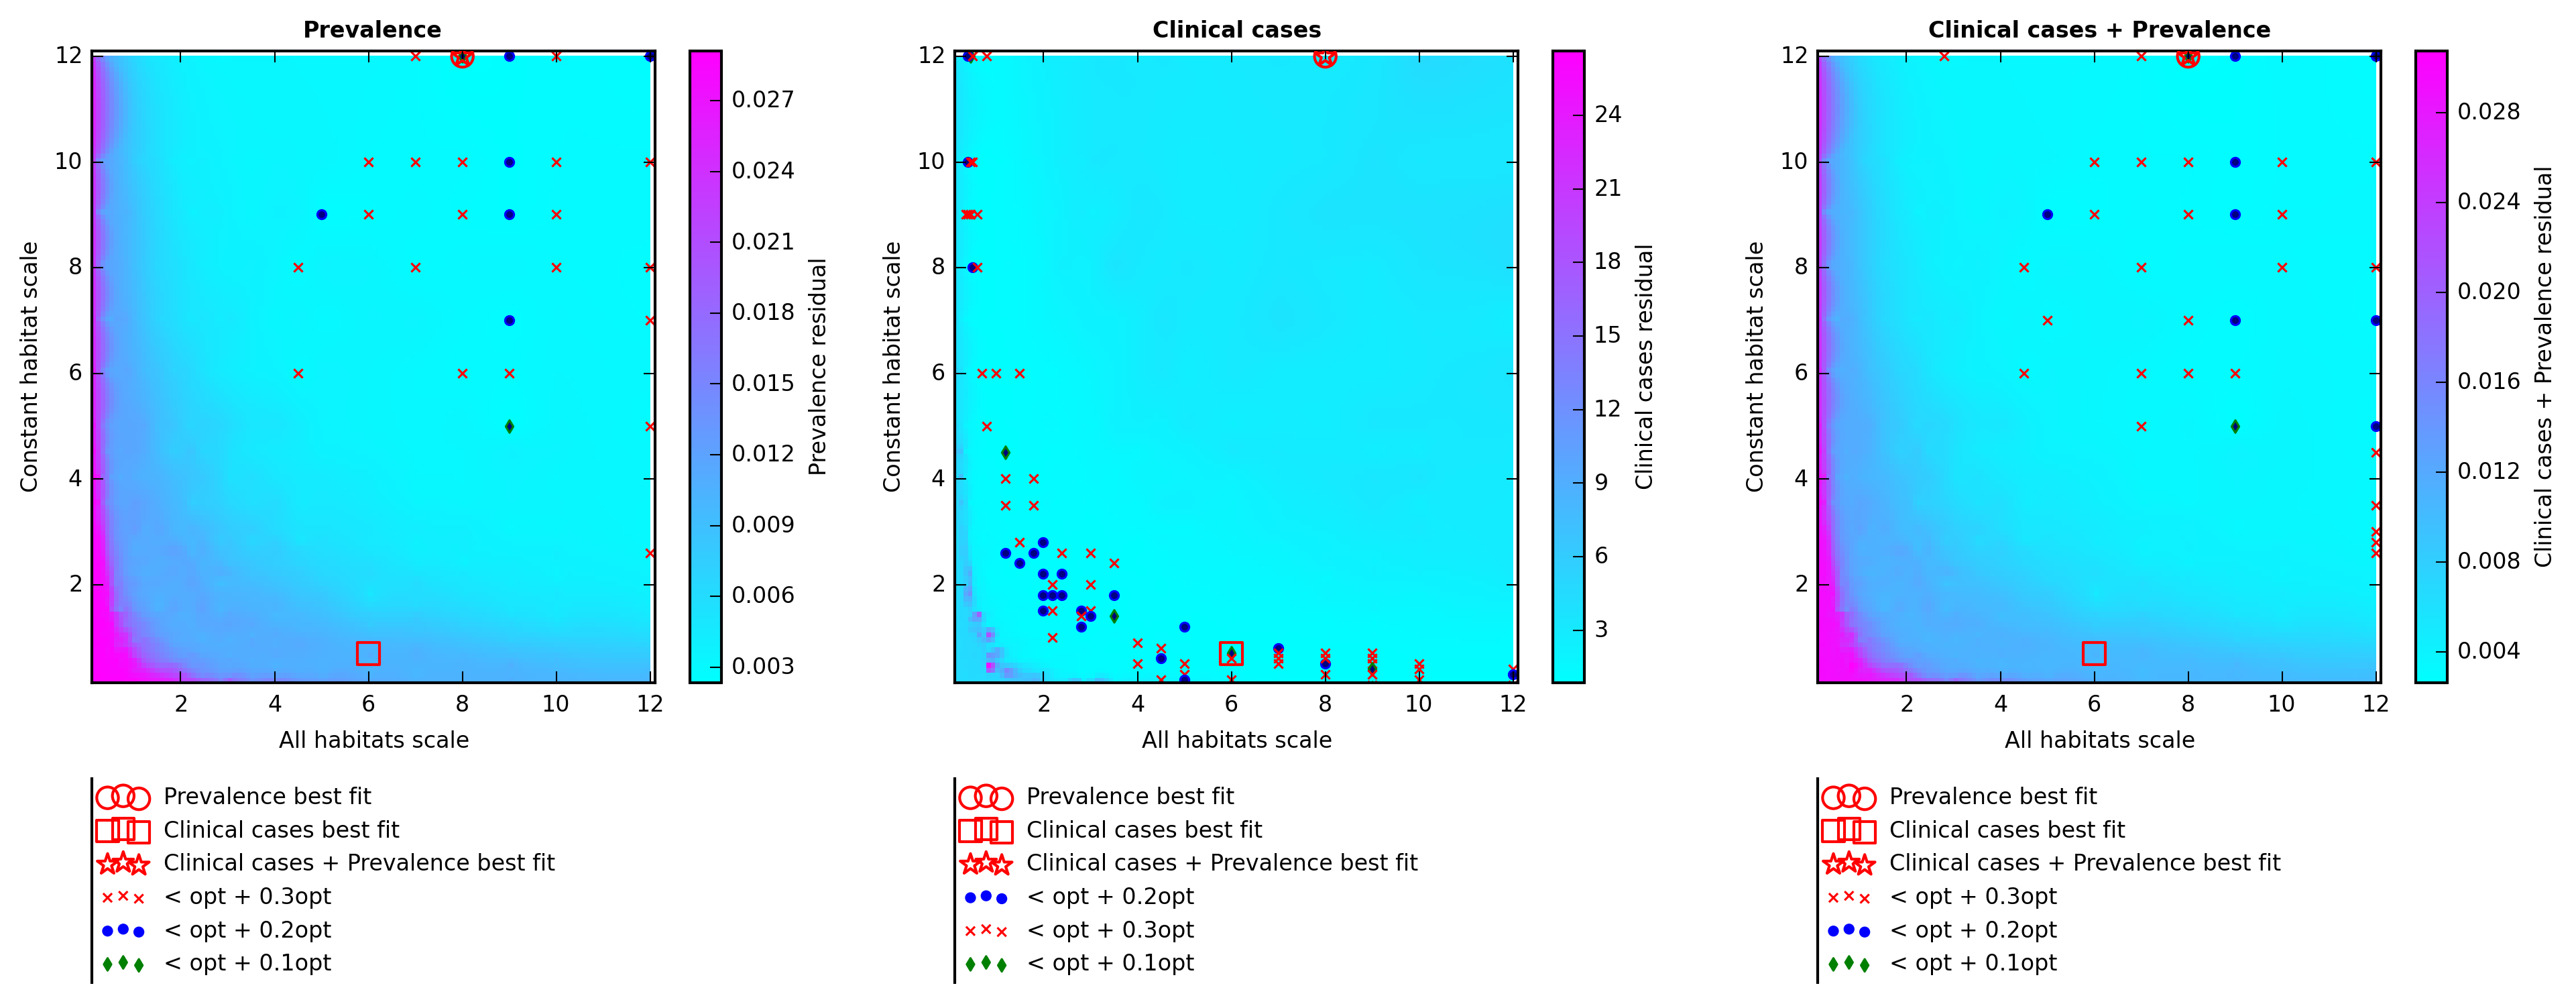 Prevalence
12
10
8
6
4
2
2 4 6 8 10 12
Constant habitat scale
All habitats scale
0.027
0.024
0.021
0.018
0.015
0.012
0.009
0.006
0.003
Prevalence residual
Prevalence best fit
Clinical cases best fit
Clinical cases + Prevalence best fit
< opt + 0.3opt
< opt + 0.2opt
< opt + 0.1opt
Clinical cases
12
10
8
6
4
2
2 4 6 8 10 12
Constant habitat scale
All habitats scale
24
21
18
15
12
9
6
3
Clinical cases residual
Prevalence best fit
Clinical cases best fit
Clinical cases + Prevalence best fit
< opt + 0.2opt
< opt + 0.3opt
< opt + 0.1opt
Clinical cases + Prevalence
12
10
8
6
4
2
2 4 6 8 10 12
Constant habitat scale
All habitats scale
0.028
0.024
0.020
0.016
0.012
0.008
0.004
Clinical cases + Prevalence residual
Prevalence best fit
Clinical cases best fit
Clinical cases + Prevalence best fit
< opt + 0.3opt
< opt + 0.2opt
< opt + 0.1opt